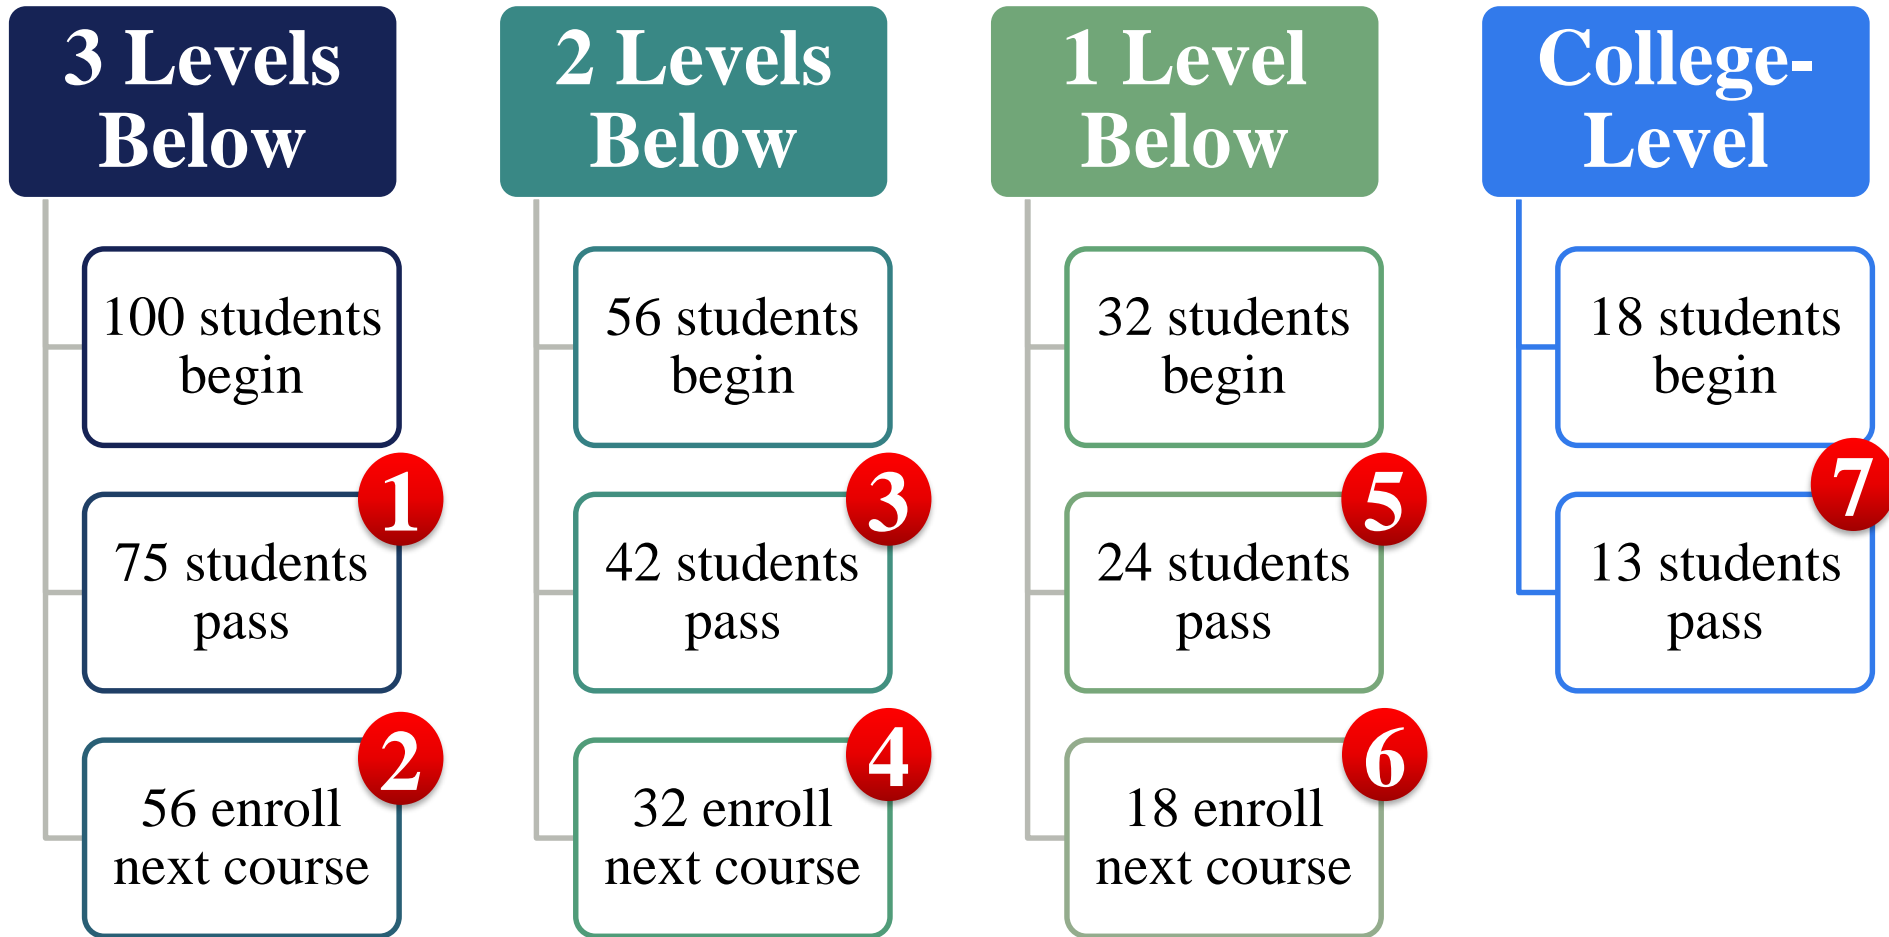 3 Levels
Below
100 students
begin
1
75 students
pass
2
56 enroll
next course
2 Levels
Below
56 students
begin
3
42 students
pass
4
32 enroll
next course
1 Level
Below
32 students
begin
5
24 students
pass
6
18 enroll
next course
College-
Level
18 students
begin
7
13 students
pass